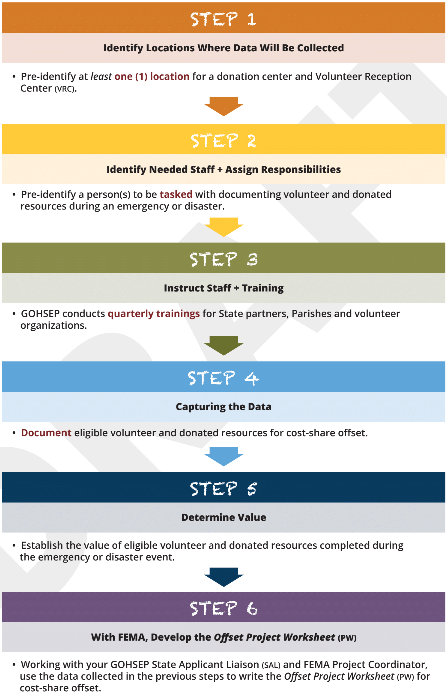 STEP 1
Identify Locations Where Data Will Be Collected
• Pre-identify at least one (1) location for a donation center and Volunteer Reception
Center (VRC).
STEP 2
Identify Needed Staff + Assign Responsibilities
• Pre-identify a person(s) to be tasked with documenting volunteer and donated
resources during an emergency or disaster.
STEP 3
Instruct Staff + Training
• GOHSEP conducts quarterly trainings for State partners, Parishes and volunteer
organizations.
STEP 4
Capturing the Data
• Document eligible volunteer and donated resources for cost-share offset.
STEP 5
Determine Value
• Establish the value of eligible volunteer and donated resources completed during
the emergency or disaster event.
STEP 6
With FEMA, Develop the Offset Project Worksheet (PW)
• Working with your GOHSEP State Applicant Liaison (SAL) and FEMA Project Coordinator,
use the data collected in the previous steps to write the Offset Project Worksheet (PW) for
cost-share offset.
DRAFT